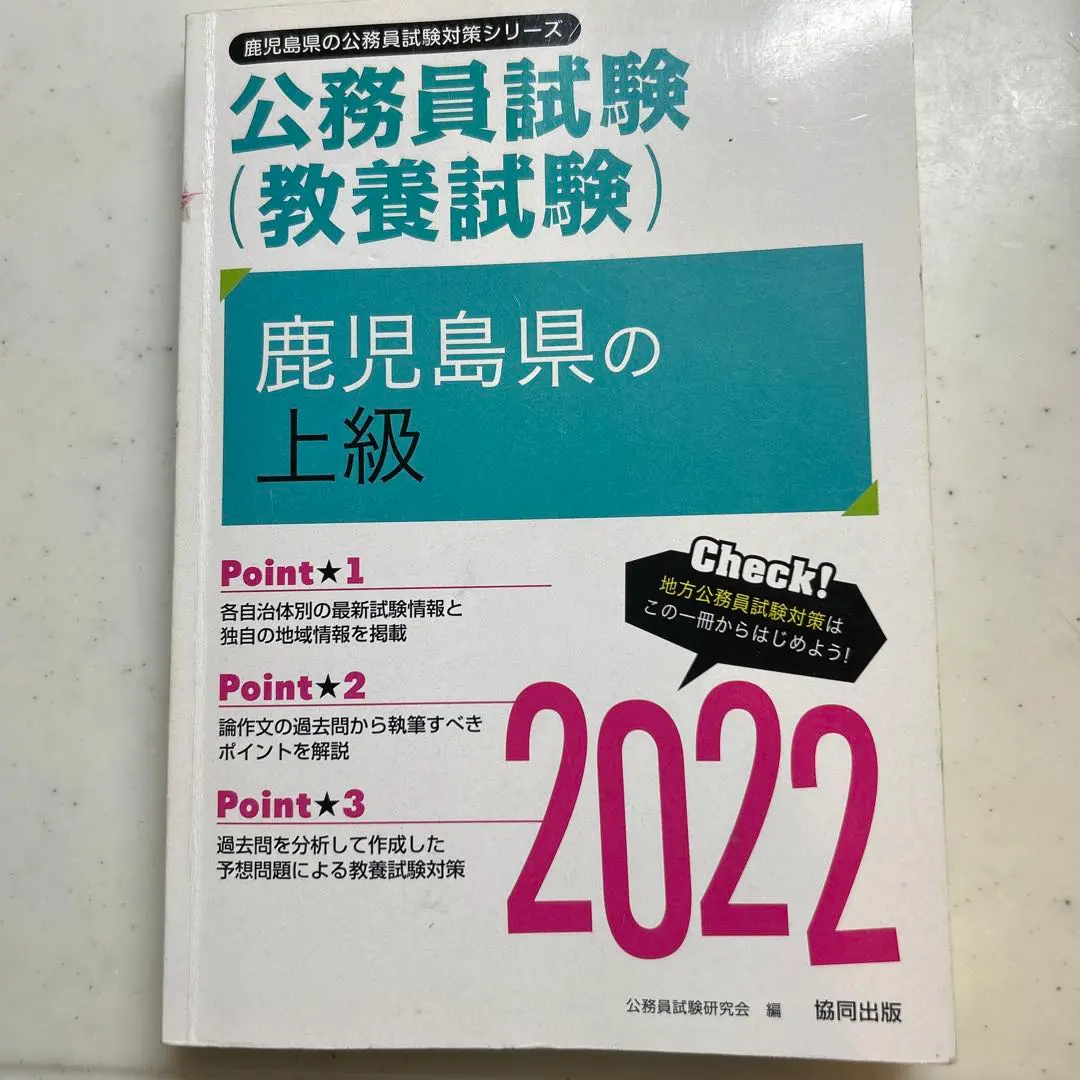 鹿児島県の公務員試験対策シリーズ
公務員試験
(教養試験)
鹿児島県の
上級
Point★1
各自治体別の最新試験情報と
独自の地域情報を掲載
Check!
地方公務員試験対策は
この一冊からはじめよう!
Point★2
論作文の過去問から執筆すべき
ポイントを解説
Point★3
過去問を分析して作成した
予想問題による教養試験対策
2022
公務員試験研究会 編 協同出版